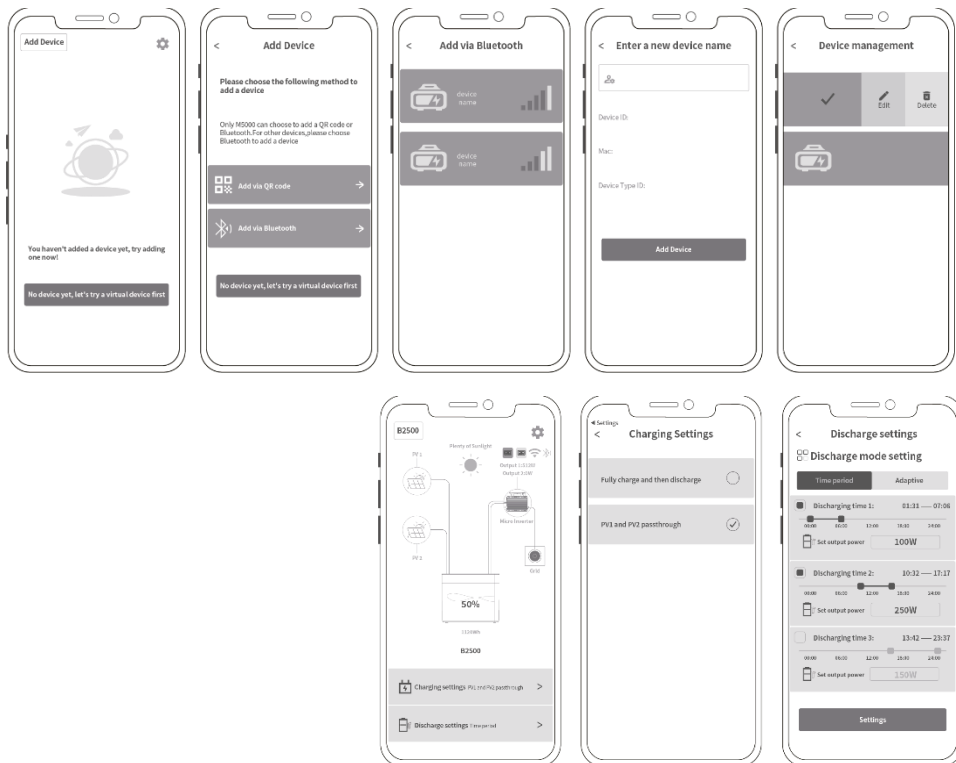 Add Device
You haven't added a device yet, try adding
one now!
No device yet, let's try a virtual device first
< Add Device
Please choose the following method to
add a device
Only M5000 can choose to add a QR code or
Bluetooth.For other devices,please choose
Bluetooth to add a device
Add via QR code
Add via Bluetooth
No device yet, let's try a virtual device first
< Add via Bluetooth
device
name
device
name
< Enter a new device name
Device ID:
Mac:
Device Type ID:
Add Device
< Device management
Edit
Delete
B2500
Plenty of Sunlight
PV 1
Micro Inverter
PV 2
50%
B2500
Charging settings PV1 and PV2 passthrough >
Discharge settings Time period >
Settings
< Charging Settings
Fully charge and then discharge
PV1 and PV2 passthrough
< Discharge settings
Discharge mode setting
Time period Adaptive
Discharging time 1: 01:31 — 07:06
00:00 06:00 12:00 18:00 24:00
Set output power 100W
Discharging time 2: 10:32 — 17:17
00:00 06:00 12:00 18:00 24:00
Set output power 250W
Discharging time 3: 13:42 — 23:37
00:00 06:00 12:00 18:00 24:00
Set output power 150W
Settings